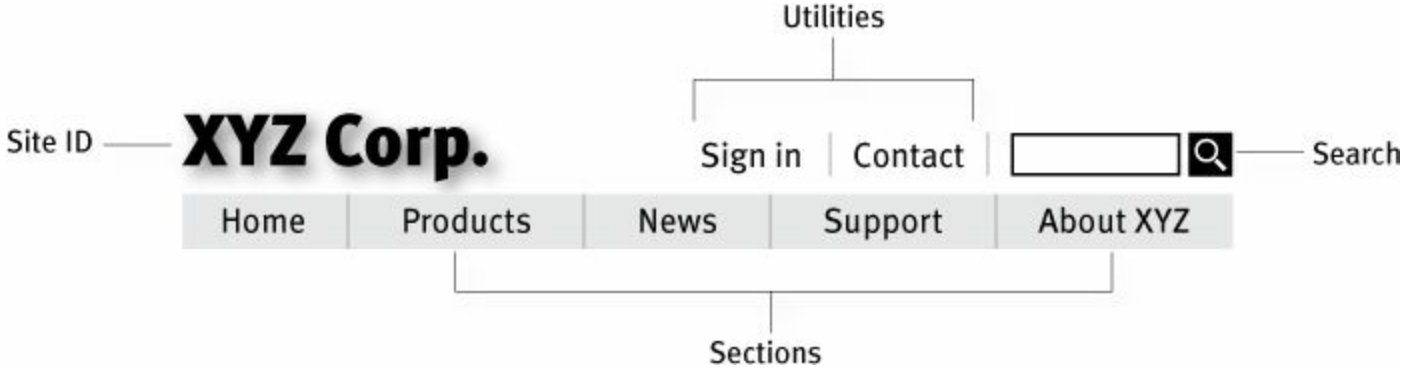 Utilities
Site ID
XYZ Corp.
Sign in
Contact
Search
Home
Products
News
Support
About XYZ
Sections